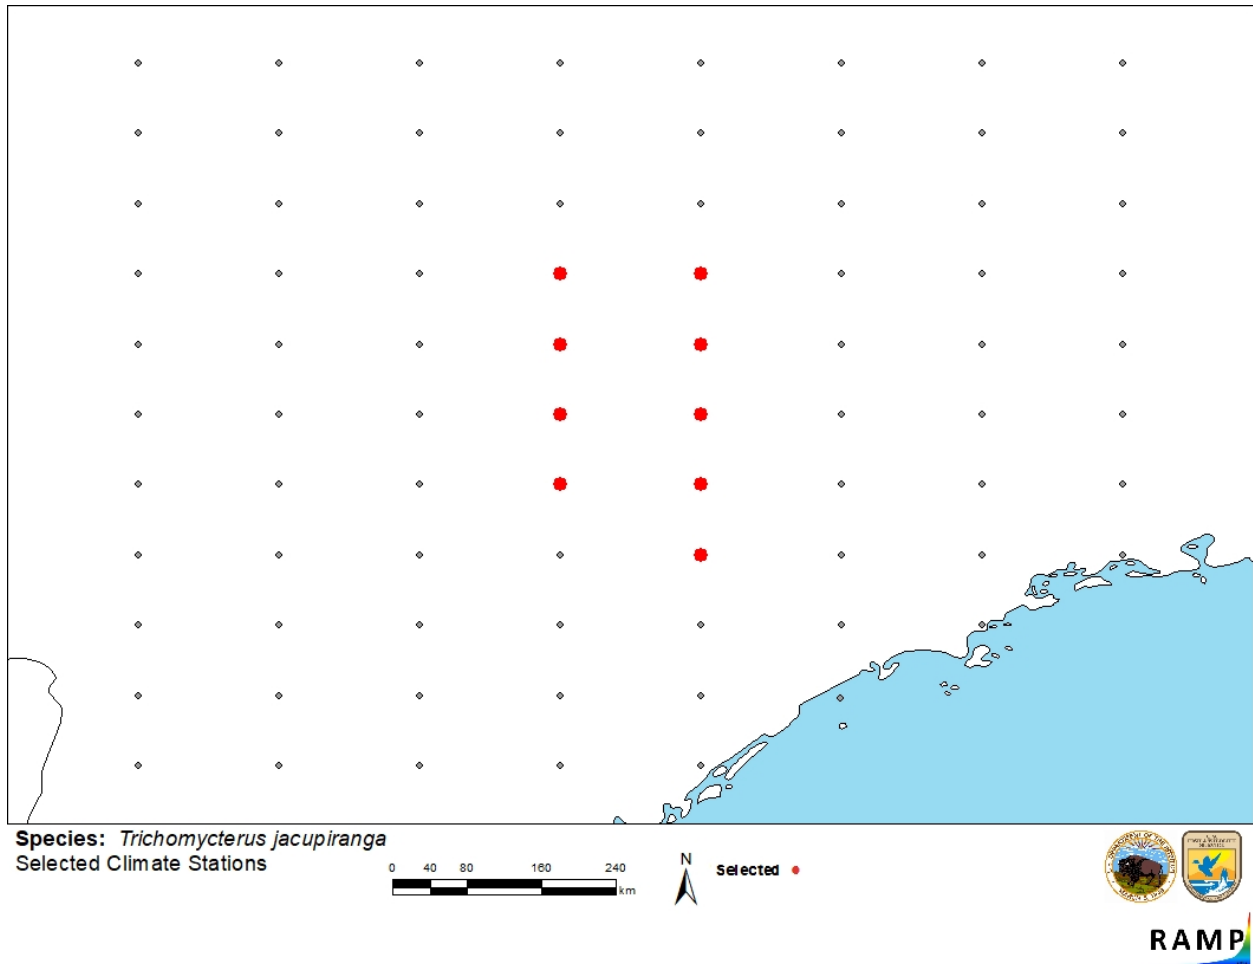 Species: Trichomycterus jacupiranga
Selected Climate Stations
0 40 80 160 240
km
N
Selected
RAMP